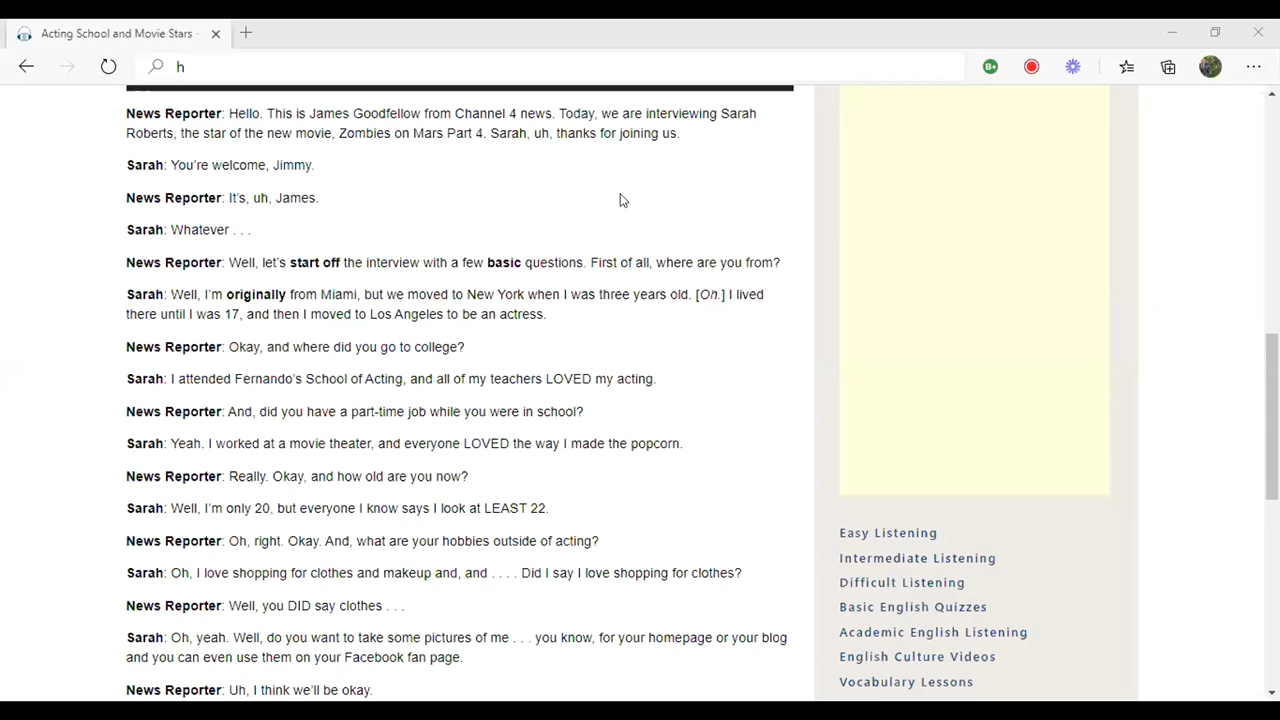 Acting School and Movie Stars -
h
B+
News Reporter: Hello. This is James Goodfellow from Channel 4 news. Today, we are interviewing Sarah
Roberts, the star of the new movie, Zombies on Mars Part 4. Sarah, uh, thanks for joining us.
Sarah: You’re welcome, Jimmy.
News Reporter: It’s, uh, James.
Sarah: Whatever . . .
News Reporter: Well, let’s start off the interview with a few basic questions. First of all, where are you from?
Sarah: Well, I’m originally from Miami, but we moved to New York when I was three years old. [Oh.] I lived
there until I was 17, and then I moved to Los Angeles to be an actress.
News Reporter: Okay, and where did you go to college?
Sarah: I attended Fernando’s School of Acting, and all of my teachers LOVED my acting.
News Reporter: And, did you have a part-time job while you were in school?
Sarah: Yeah. I worked at a movie theater, and everyone LOVED the way I made the popcorn.
News Reporter: Really. Okay, and how old are you now?
Sarah: Well, I’m only 20, but everyone I know says I look at LEAST 22.
News Reporter: Oh, right. Okay. And, what are your hobbies outside of acting?
Sarah: Oh, I love shopping for clothes and makeup and, and . . . . Did I say I love shopping for clothes?
News Reporter: Well, you DID say clothes . . .
Sarah: Oh, yeah. Well, do you want to take some pictures of me . . . you know, for your homepage or your blog
and you can even use them on your Facebook fan page.
News Reporter: Uh, I think we’ll be okay.
Easy Listening
Intermediate Listening
Difficult Listening
Basic English Quizzes
Academic English Listening
English Culture Videos
Vocabulary Lessons